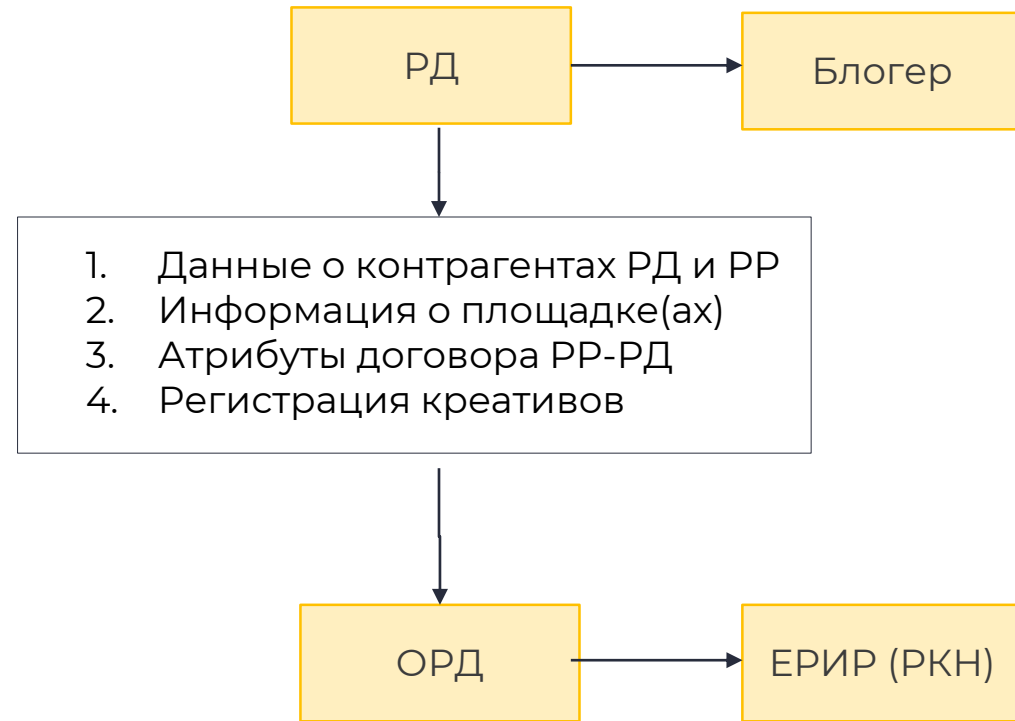 РД
Блогер
1. Данные о контрагентах РД и РР
2. Информация о площадке(ах)
3. Атрибуты договора РР-РД
4. Регистрация креативов
ОРД
ЕРИР (РКН)